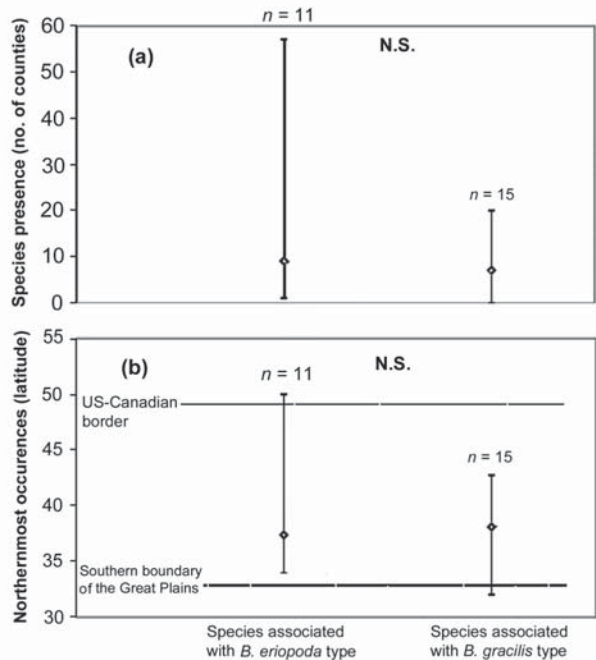 n = 11
60
(a)
N.S.
50
40
30
n = 15
20
10
0
Species presence (no. of counties)
55
(b)
N.S.
n = 11
50
US-Canadian
border
45
n = 15
40
35
Southern boundary
of the Great Plains
30
Northernmost occurences (latitude)
Species associated
with B. eriopoda type
Species associated
with B. gracilis type